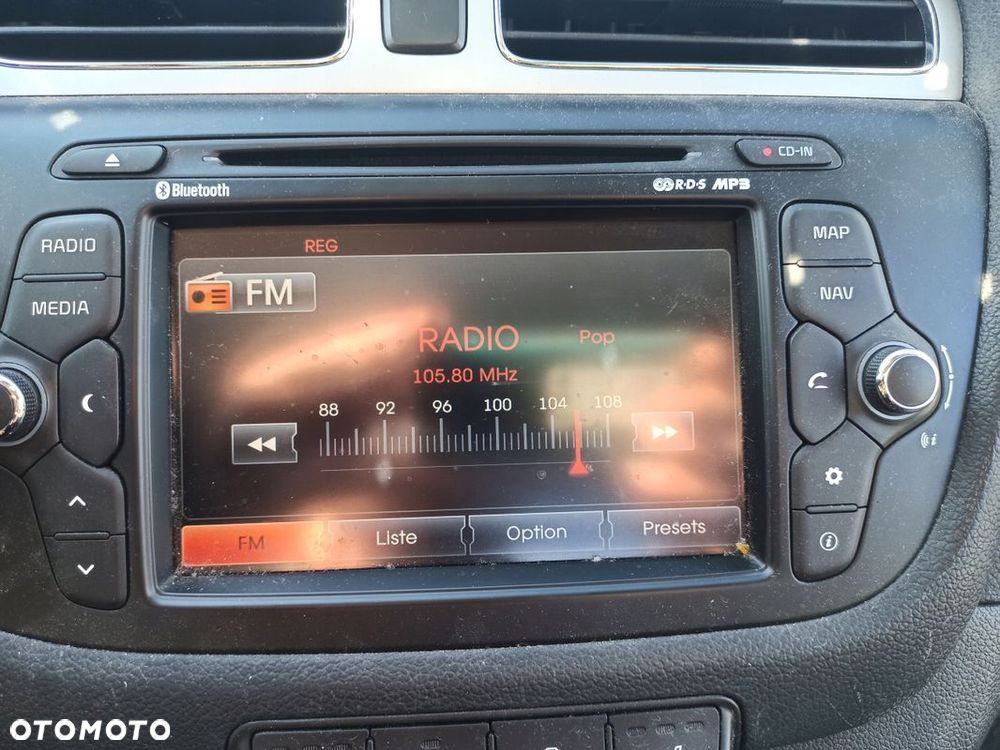 CD-IN
Bluetooth
R·D·S MP3
RADIO
MEDIA
MAP
NAV
REG
FM
RADIO
Pop
105.80 MHz
88 92 96 100 104 108
FM
Liste
Option
Presets
OTOMOTO